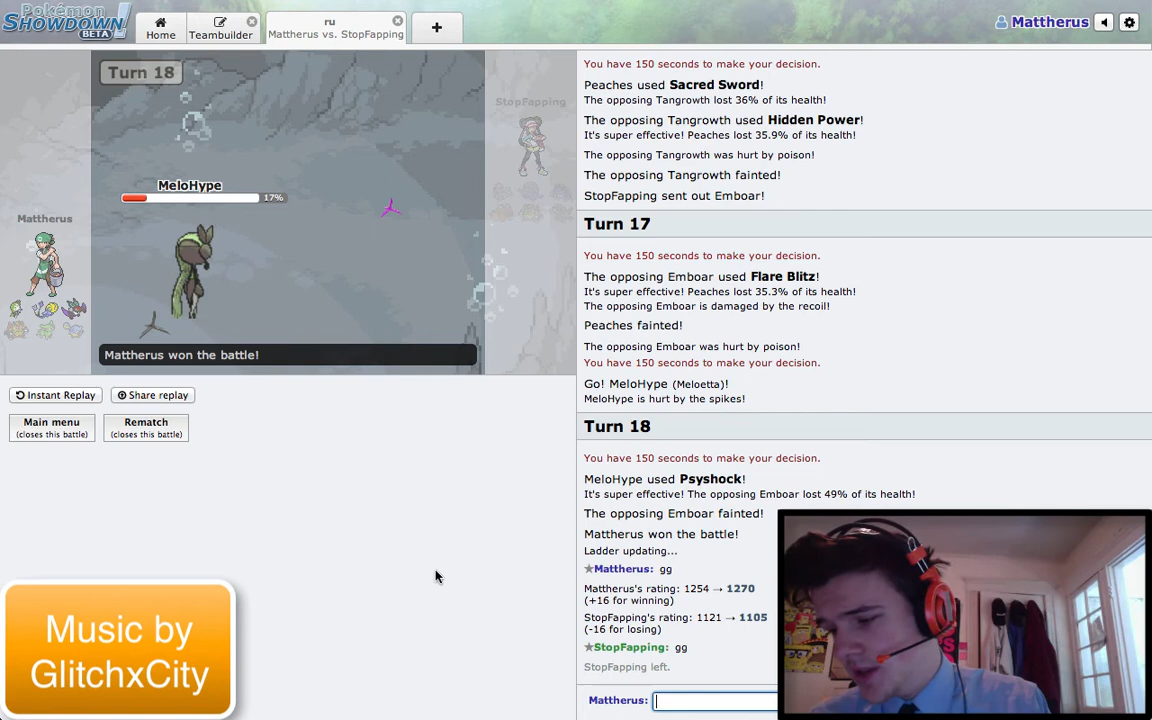 Pokémon
SHOWDOWN!
BETA
Home
Teambuilder
ru
Mattherus vs. StopFapping
+
Mattherus
Turn 18
StopFapping
MeloHype
17%
Mattherus
Mattherus won the battle!
Instant Replay
Share replay
Main menu
(closes this battle)
Rematch
(closes this battle)
You have 150 seconds to make your decision.
Peaches used Sacred Sword!
The opposing Tangrowth lost 36% of its health!
The opposing Tangrowth used Hidden Power!
It's super effective! Peaches lost 35.9% of its health!
The opposing Tangrowth was hurt by poison!
The opposing Tangrowth fainted!
StopFapping sent out Emboar!
Turn 17
You have 150 seconds to make your decision.
The opposing Emboar used Flare Blitz!
It's super effective! Peaches lost 35.3% of its health!
The opposing Emboar is damaged by the recoil!
Peaches fainted!
The opposing Emboar was hurt by poison!
You have 150 seconds to make your decision.
Go! MeloHype (Meloetta)!
MeloHype is hurt by the spikes!
Turn 18
You have 150 seconds to make your decision.
MeloHype used Psyshock!
It's super effective! The opposing Emboar lost 49% of its health!
The opposing Emboar fainted!
Mattherus won the battle!
Ladder updating...
★Mattherus: gg
Mattherus's rating: 1254 → 1270
(+16 for winning)
StopFapping's rating: 1121 → 1105
(-16 for losing)
★StopFapping: gg
StopFapping left.
Mattherus:
Music by
GlitchxCity